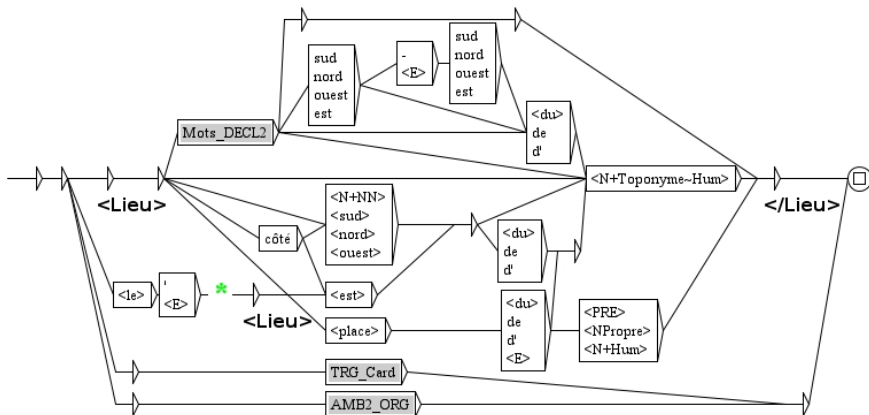 sud
nord
ouest
est
-
<E>
sud
nord
ouest
est
Mots_DECL2
<du>
de
d'
<N+Toponyme~Hum>
<Lieu>
</Lieu>
<N+NN>
<sud>
<nord>
<ouest>
côté
<du>
de
d'
<le>
'
<E>
*
<Lieu>
<est>
<place>
<du>
de
d'
<E>
<PRE>
<NPropre>
<N+Hum>
TRG_Card
AMB2_ORG